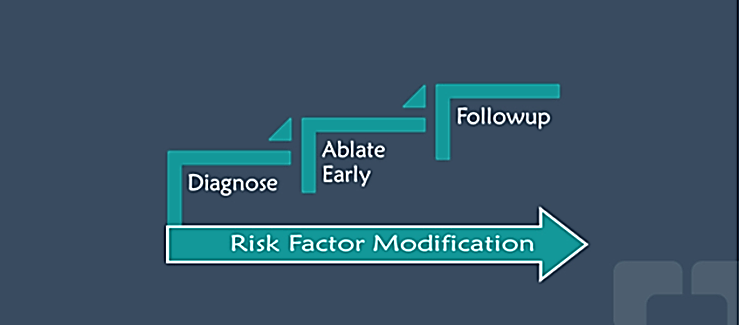 Diagnose
Ablate
Early
Followup
Risk Factor Modification